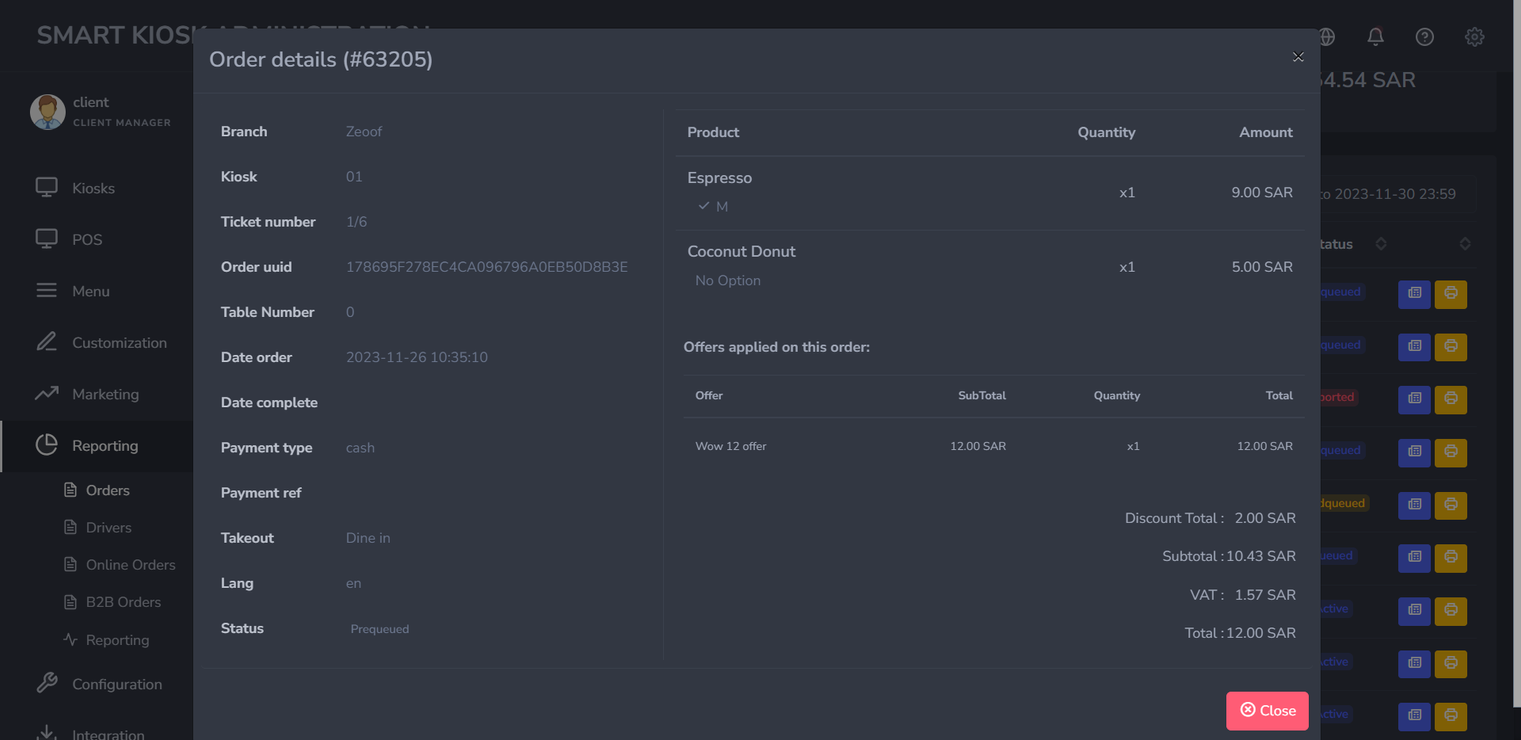 SMART KIOSK ADMINISTRATION
Order details (#63205)
×
54.54 SAR
client
CLIENT MANAGER
Kiosks
POS
Menu
Customization
Marketing
Reporting
Orders
Drivers
Online Orders
B2B Orders
Reporting
Configuration
Integration
Branch Zeoof
Kiosk 01
Ticket number 1/6
Order uuid 178695F278EC4CA096796A0EB50D8B3E
Table Number 0
Date order 2023-11-26 10:35:10
Date complete
Payment type cash
Payment ref
Takeout Dine in
Lang en
Status Prequeued
Product Quantity Amount
Espresso
M
x1 9.00 SAR
Coconut Donut
No Option
x1 5.00 SAR
Offers applied on this order:
Offer SubTotal Quantity Total
Wow 12 offer 12.00 SAR x1 12.00 SAR
Discount Total : 2.00 SAR
Subtotal : 10.43 SAR
VAT : 1.57 SAR
Total : 12.00 SAR
Close
to 2023-11-30 23:59
tatus
queued
queued
ported
queued
dqueued
ueued
Active
Active
Active